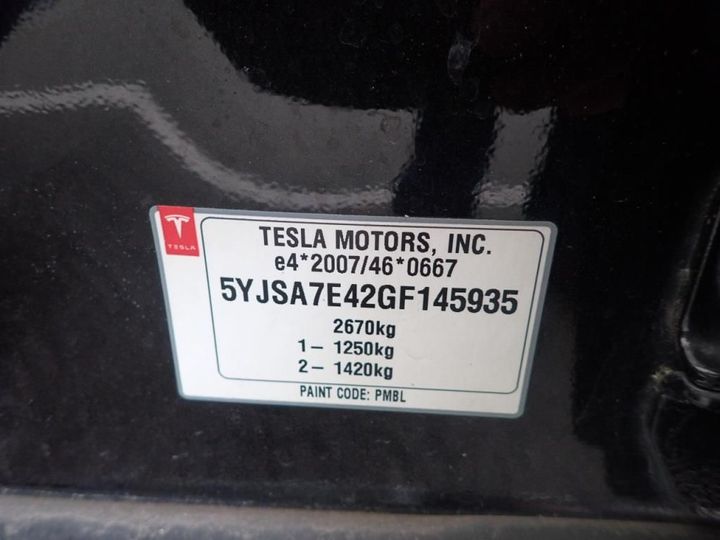 TESLA
TESLA MOTORS, INC.
e4*2007/46*0667
5YJSA7E42GF145935
2670kg
1– 1250kg
2– 1420kg
PAINT CODE: PMBL